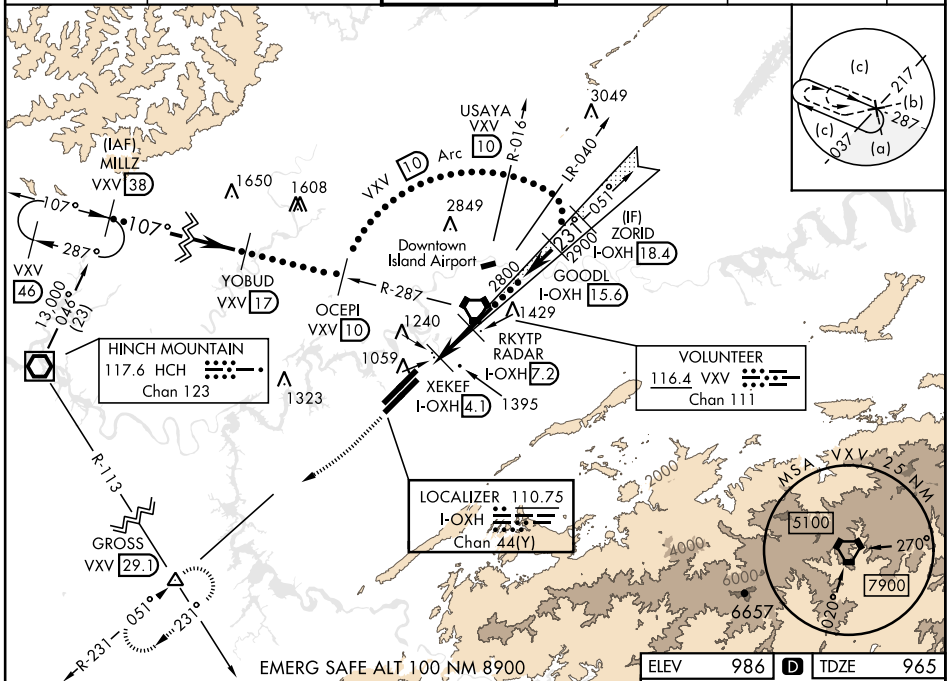 (IAF)
MILLZ
VXV 38
107°
107°
287°
VXV
46
13,000
046°
(23)
1650
1608
YOBUD
VXV 17
OCEPI
VXV 10
VXV 10 Arc
USAYA
VXV
10
R-016
LR-040
3049
2849
Downtown
Island Airport
R-287
2800
2900
231°
051°
(IF)
ZORID
I-OXH 18.4
GOODL
I-OXH 15.6
1429
RKYTP
RADAR
I-OXH 7.2
1240
1059
XEKEF
I-OXH 4.1
1395
1323
HINCH MOUNTAIN
117.6 HCH
Chan 123
VOLUNTEER
116.4 VXV
Chan 111
LOCALIZER 110.75
I-OXH
Chan 44(Y)
R-113
GROSS
VXV 29.1
R-231
051°
231°
(c)
217
(b)
287
(c)
037
(a)
2000
4000
6000
6657
MSA VXV 25 NM
5100
270°
7900
020°
EMERG SAFE ALT 100 NM 8900
ELEV 986 D TDZE 965